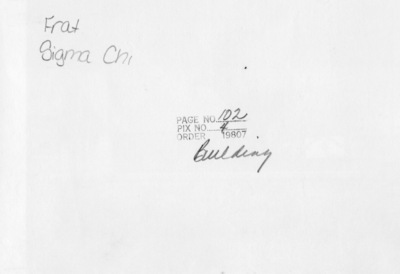 Frat
Sigma Chi
PAGE NO. 102
PIX NO. 4
ORDER 19807
Building